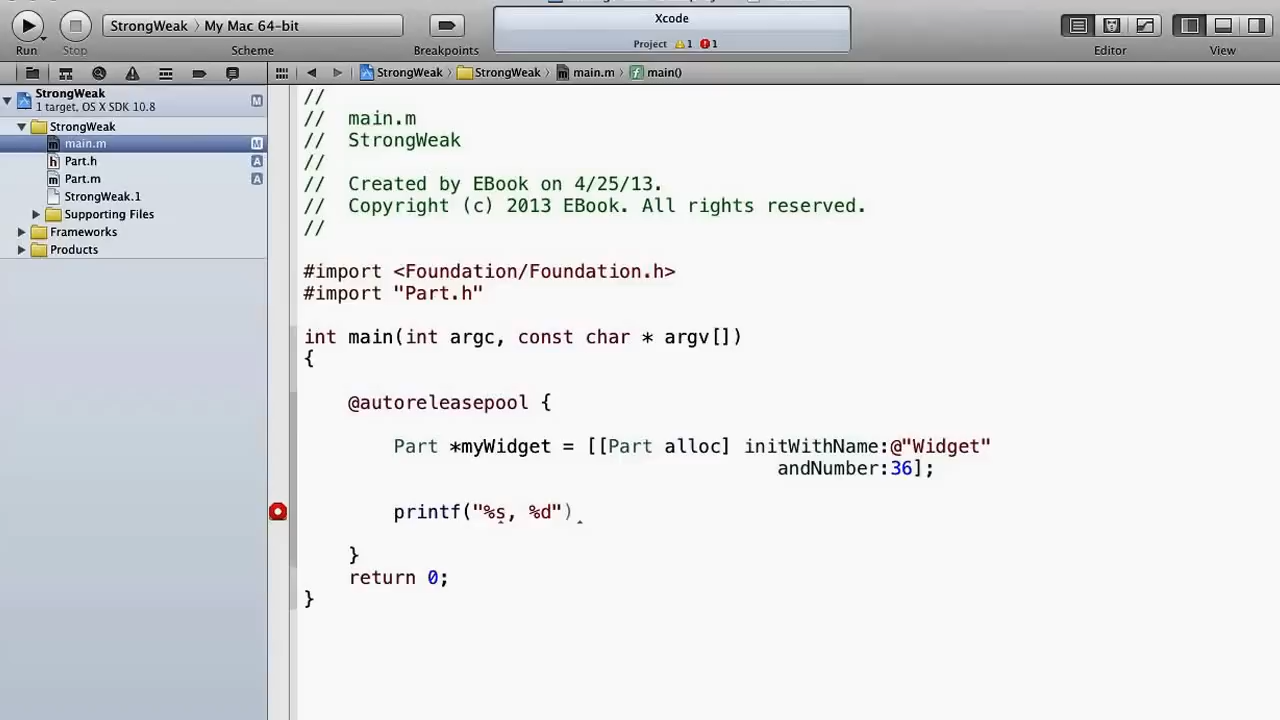 Xcode
StrongWeak > My Mac 64-bit
Project 1 1
Run Stop Scheme Breakpoints Editor View
StrongWeak > StrongWeak > main.m > main()
StrongWeak M
1 target, OS X SDK 10.8
StrongWeak
main.m M
Part.h A
Part.m A
StrongWeak.1
Supporting Files
Frameworks
Products
//
// main.m
// StrongWeak
//
// Created by EBook on 4/25/13.
// Copyright (c) 2013 EBook. All rights reserved.
//
#import <Foundation/Foundation.h>
#import "Part.h"
int main(int argc, const char * argv[])
{
@autoreleasepool {
Part *myWidget = [[Part alloc] initWithName:@"Widget"
andNumber:36];
printf("%s, %d")
}
return 0;
}